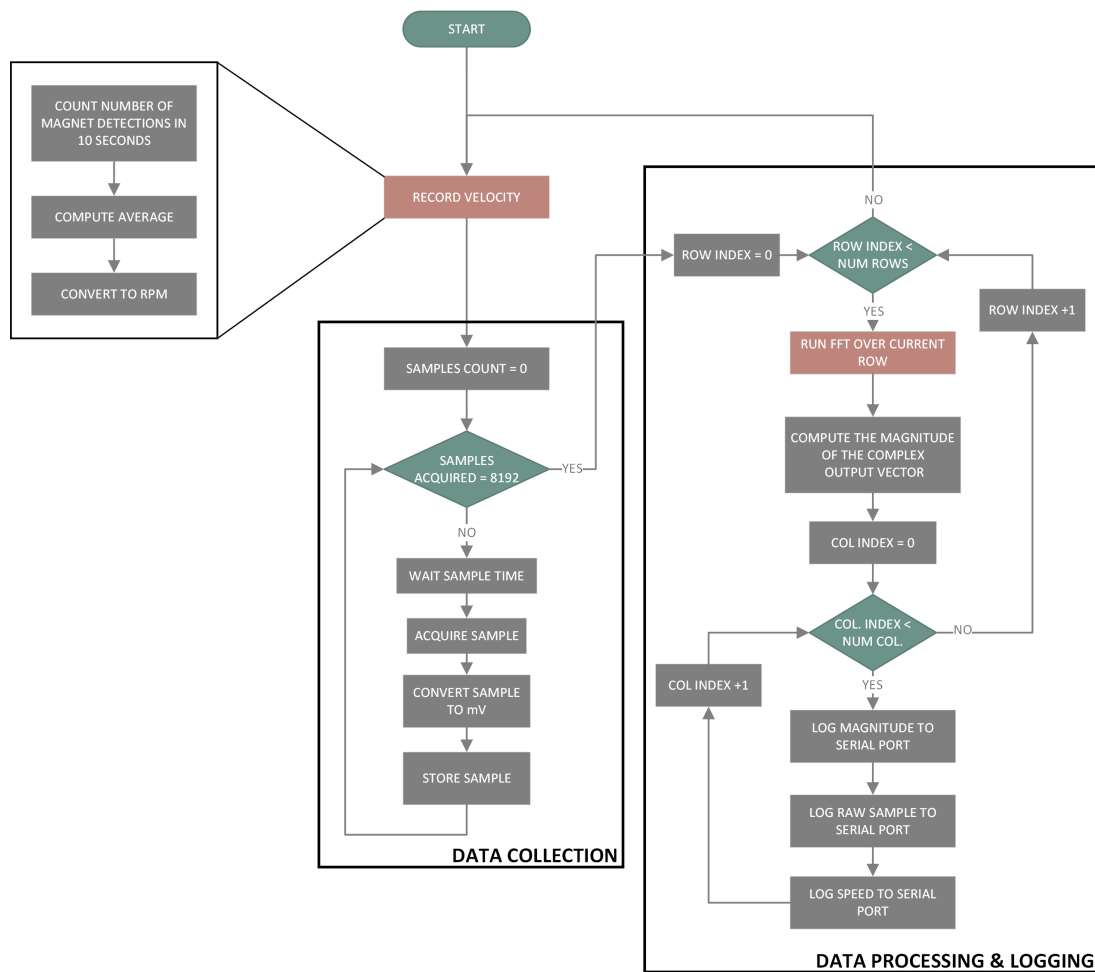 START
COUNT NUMBER OF
MAGNET DETECTIONS IN
10 SECONDS
COMPUTE AVERAGE
CONVERT TO RPM
RECORD VELOCITY
SAMPLES COUNT = 0
SAMPLES
ACQUIRED = 8192
YES
NO
WAIT SAMPLE TIME
ACQUIRE SAMPLE
CONVERT SAMPLE
TO mV
STORE SAMPLE
DATA COLLECTION
NO
ROW INDEX = 0
ROW INDEX <
NUM ROWS
YES
ROW INDEX +1
RUN FFT OVER CURRENT
ROW
COMPUTE THE MAGNITUDE
OF THE COMPLEX
OUTPUT VECTOR
COL INDEX = 0
COL. INDEX <
NUM COL.
NO
YES
COL INDEX +1
LOG MAGNITUDE TO
SERIAL PORT
LOG RAW SAMPLE TO
SERIAL PORT
LOG SPEED TO SERIAL
PORT
DATA PROCESSING & LOGGING